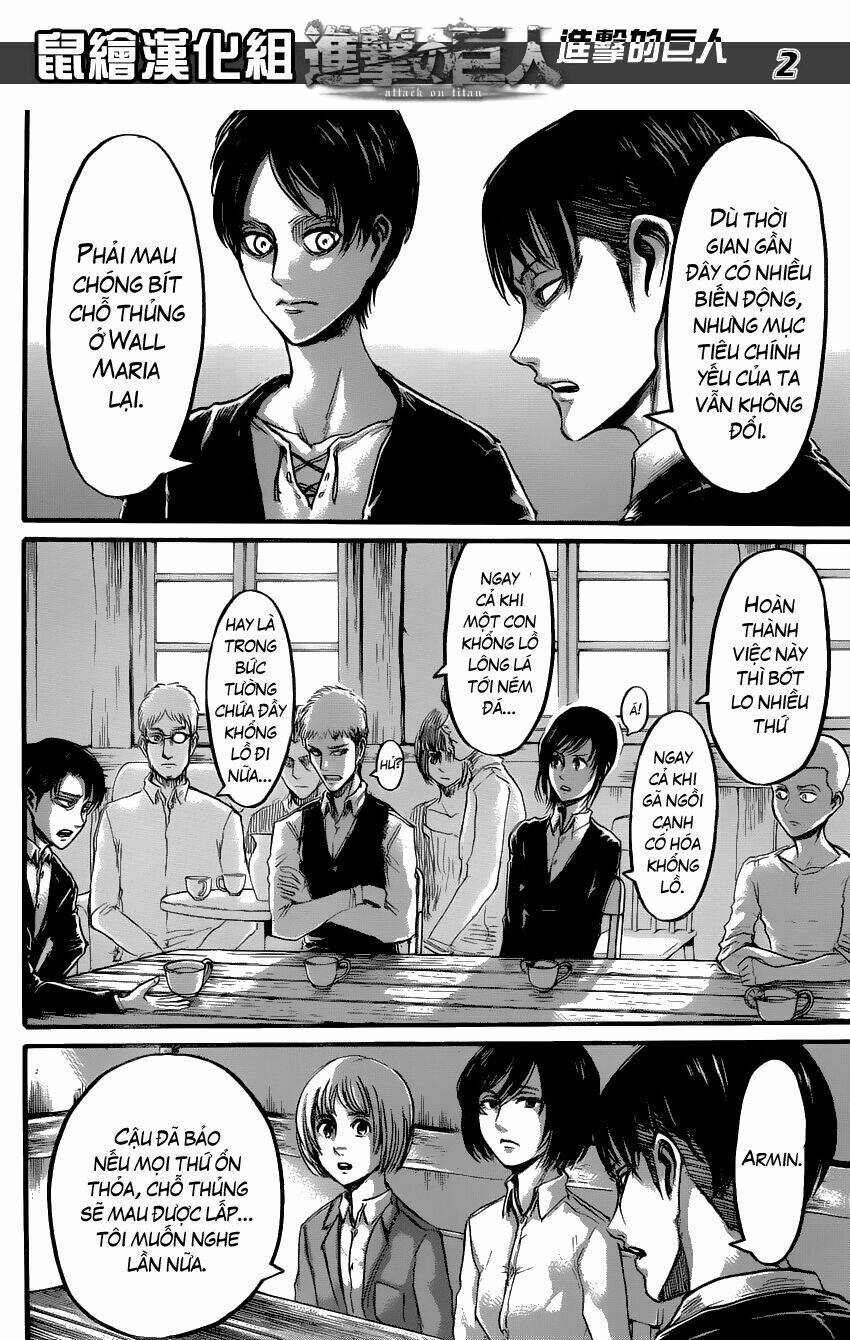 鼠繪漢化組
進撃の巨人
attack on titan
進擊的巨人
2
DÙ THỜI
GIAN GẦN
ĐÂY CÓ NHIỀU
BIẾN ĐỘNG,
NHƯNG MỤC
TIÊU CHÍNH
YẾU CỦA TA
VẪN KHÔNG
ĐỔI.
PHẢI MAU
CHÓNG BÍT
CHỖ THỦNG
Ở WALL
MARIA
LẠI.
HOÀN
THÀNH
VIỆC NÀY
THÌ BỚT
LO NHIỀU
THỨ
NGAY
CẢ KHI
MỘT CON
KHỔNG LỒ
LÔNG LÁ
TỚI NÉM
ĐÁ...
Á!
NGAY
CẢ KHI
GÃ NGỒI
CẠNH
CÓ HÓA
KHỔNG
LỒ.
HAY LÀ
TRONG
BỨC
TƯỜNG
CHỨA ĐẦY
KHỔNG
LỒ ĐI
NỮA...
HỬ?
ARMIN.
CẬU ĐÃ BẢO
NẾU MỌI THỨ ỔN
THỎA, CHỖ THỦNG
SẼ MAU ĐƯỢC LẤP...
TÔI MUỐN NGHE
LẦN NỮA.